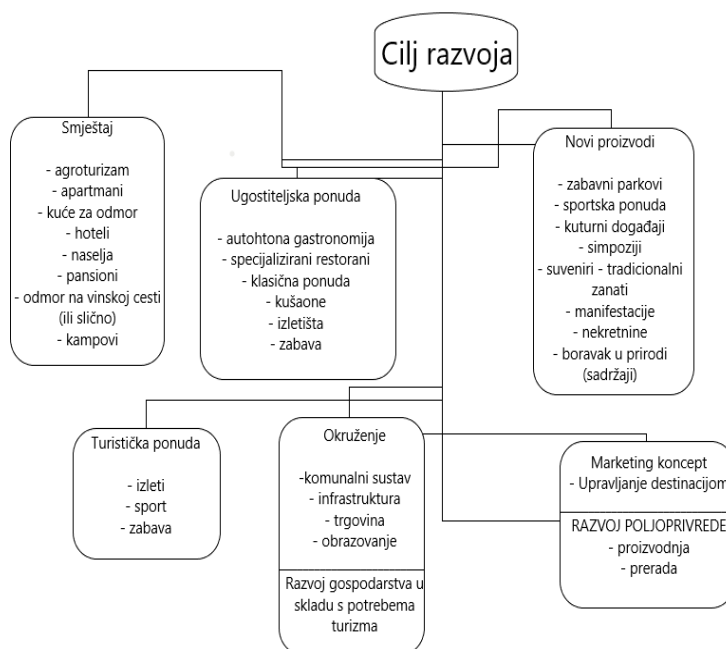 Cilj razvoja
Smještaj
- agroturizam
- apartmani
- kuće za odmor
- hoteli
- naselja
- pansioni
- odmor na vinskoj cesti
(ili slično)
- kampovi
Ugostiteljska ponuda
- autohtona gastronomija
- specijalizirani restorani
- klasična ponuda
- kušaone
- izletišta
- zabava
Novi proizvodi
- zabavni parkovi
- sportska ponuda
- kuturni događaji
- simpoziji
- suveniri - tradicionalni
zanati
- manifestacije
- nekretnine
- boravak u prirodi
(sadržaji)
Turistička ponuda
- izleti
- sport
- zabava
Okruženje
-komunalni sustav
- infrastruktura
- trgovina
- obrazovanje
Razvoj gospodarstva u
skladu s potrebema
turizma
Marketing koncept
- Upravljanje destinacijom
RAZVOJ POLJOPRIVREDE
- proizvodnja
- prerada